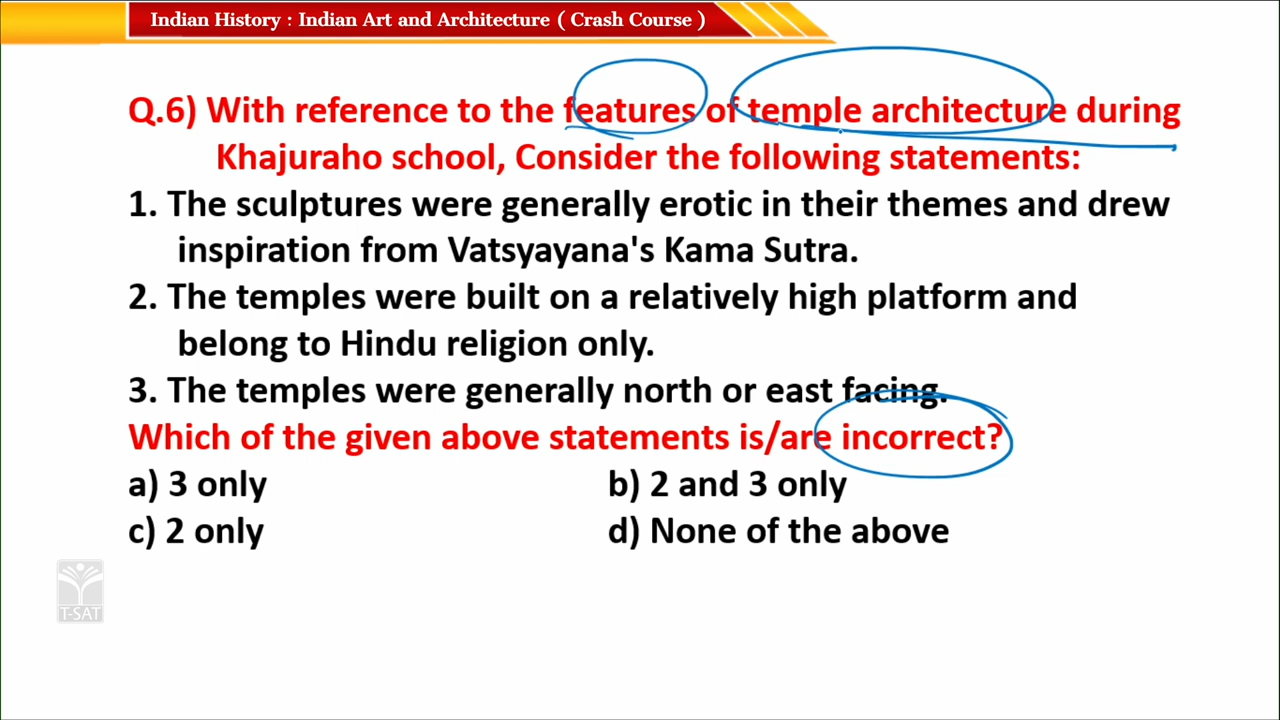 Indian History : Indian Art and Architecture ( Crash Course )
Q.6) With reference to the features of temple architecture during
Khajuraho school, Consider the following statements:
1. The sculptures were generally erotic in their themes and drew
inspiration from Vatsyayana's Kama Sutra.
2. The temples were built on a relatively high platform and
belong to Hindu religion only.
3. The temples were generally north or east facing.
Which of the given above statements is/are incorrect?
a) 3 only
b) 2 and 3 only
c) 2 only
d) None of the above
T-SAT